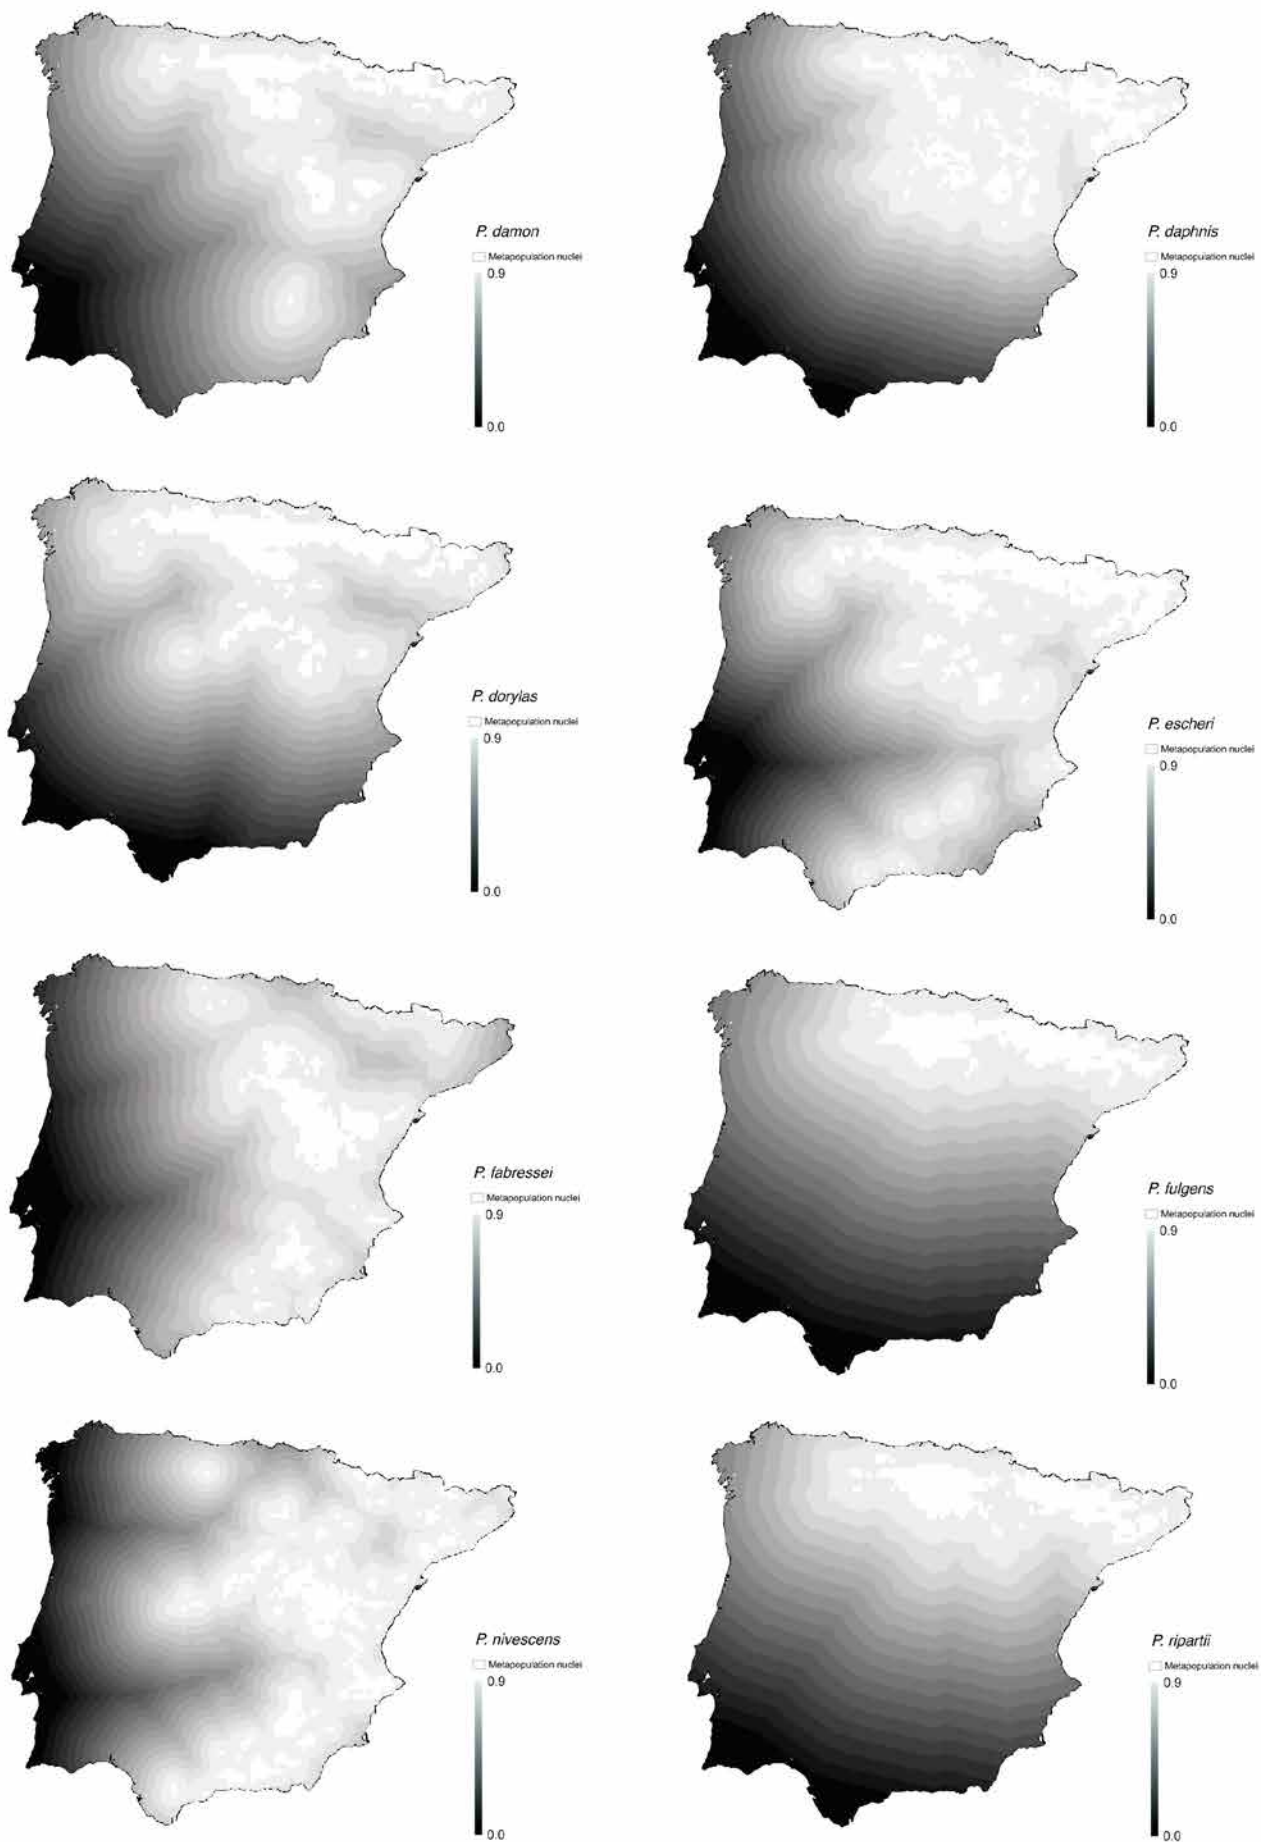 P. damon
Metapopulation nuclei
0.9
0.0
P. daphnis
Metapopulation nuclei
0.9
0.0
P. dorylas
Metapopulation nuclei
0.9
0.0
P. escheri
Metapopulation nuclei
0.9
0.0
P. fabressei
Metapopulation nuclei
0.9
0.0
P. fulgens
Metapopulation nuclei
0.9
0.0
P. nivescens
Metapopulation nuclei
0.9
0.0
P. ripartii
Metapopulation nuclei
0.9
0.0